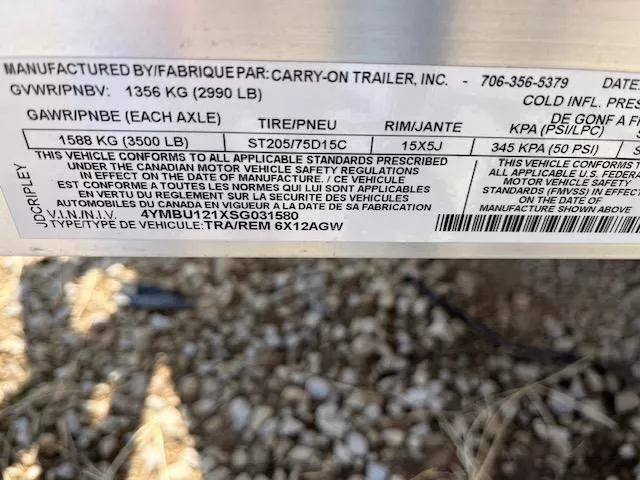 MANUFACTURED BY/FABRIQUE PAR: CARRY-ON TRAILER, INC. - 706-356-5379 DATE:
GVWR/PNBV: 1356 KG (2990 LB) COLD INFL. PRES
DE GONF A F
GAWR/PNBE (EACH AXLE) TIRE/PNEU RIM/JANTE KPA (PSI/LPC)
1588 KG (3500 LB) ST205/75D15C 15X5J 345 KPA (50 PSI) S
THIS VEHICLE CONFORMS TO ALL APPLICABLE STANDARDS PRESCRIBED
UNDER THE CANADIAN MOTOR VEHICLE SAFETY REGULATIONS
IN EFFECT ON THE DATE OF MANUFACTURE. / CE VEHICULE
EST CONFORME A TOUTES LES NORMES QUI LUI SONT APPLICABLES
EN VERTU DU REGLEMENT SUR LA SECURITE DES VEHICULES
AUTOMOBILES DU CANADA EN VIGUEUR A LA DATE DE SA FABRICATION
V.I.N./N.I.V. 4YMBU121XSG031580
TYPE/TYPE DE VEHICULE: TRA/REM 6X12AGW
JDCRIPLEY
THIS VEHICLE CONFO
ALL APPLICABLE U.S. FEDERAL
MOTOR VEHICLE SAFETY
STANDARDS (FMVSS) IN EFFECT
MANUFACTURE SHOWN ABOVE